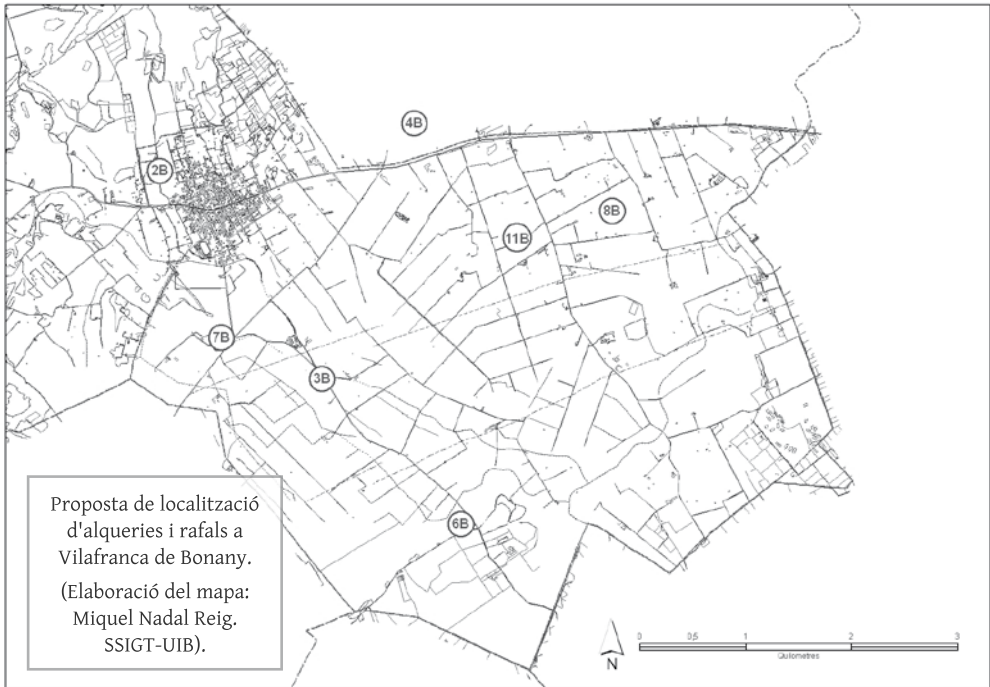 4B
2B
8B
11B
7B
3B
6B
Proposta de localització
d'alqueries i rafals a
Vilafranca de Bonany.
(Elaboració del mapa:
Miquel Nadal Reig.
SSIGT-UIB).
N
0 0,5 1 2 3
Quilometres